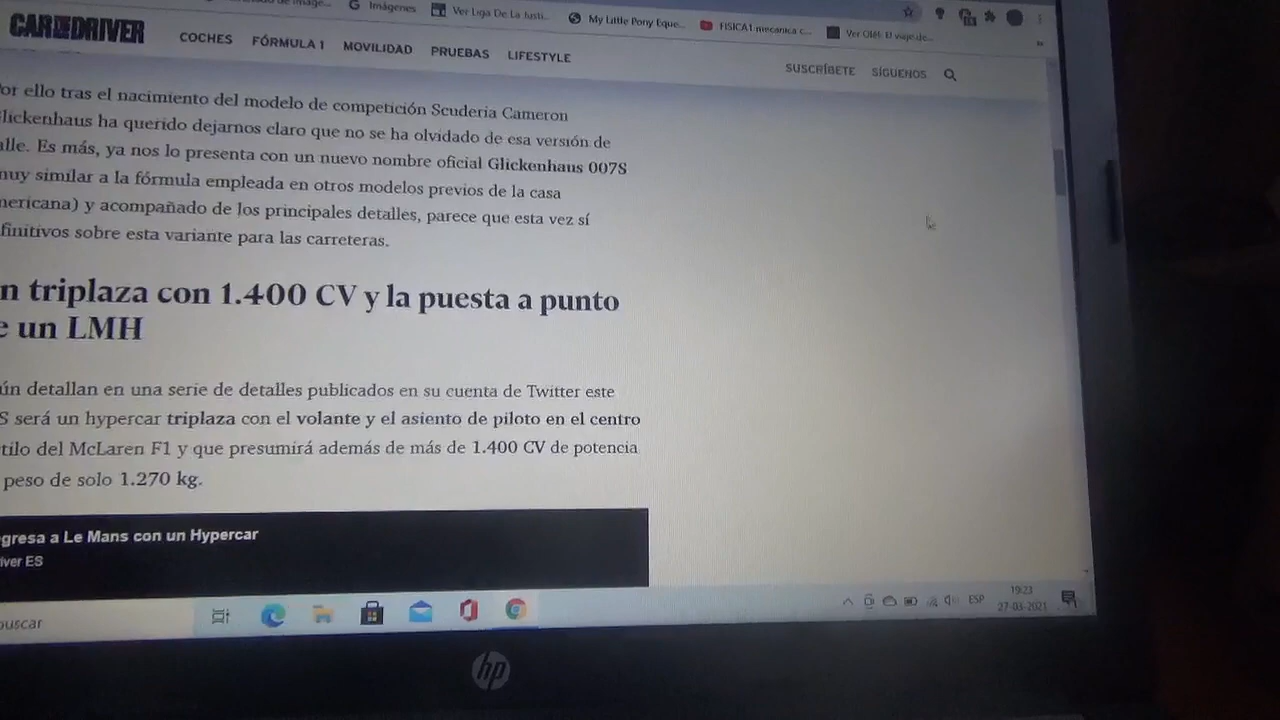 Imágenes
Ver Liga De La Justi...
My Little Pony Eque...
FISICA1 mecanica c...
Ver Olé! El viaje de...
CAR AND DRIVER
COCHES FÓRMULA 1 MOVILIDAD PRUEBAS LIFESTYLE
SUSCRÍBETE SÍGUENOS
or ello tras el nacimiento del modelo de competición Scuderia Cameron
lickenhaus ha querido dejarnos claro que no se ha olvidado de esa versión de
alle. Es más, ya nos lo presenta con un nuevo nombre oficial Glickenhaus 007S
muy similar a la fórmula empleada en otros modelos previos de la casa
mericana) y acompañado de los principales detalles, parece que esta vez sí
finitivos sobre esta variante para las carreteras.
n triplaza con 1.400 CV y la puesta a punto
e un LMH
ún detallan en una serie de detalles publicados en su cuenta de Twitter este
S será un hypercar triplaza con el volante y el asiento de piloto en el centro
tilo del McLaren F1 y que presumirá además de más de 1.400 CV de potencia
peso de solo 1.270 kg.
gresa a Le Mans con un Hypercar
iver ES
buscar
ESP
19:23
27-03-2021
hp